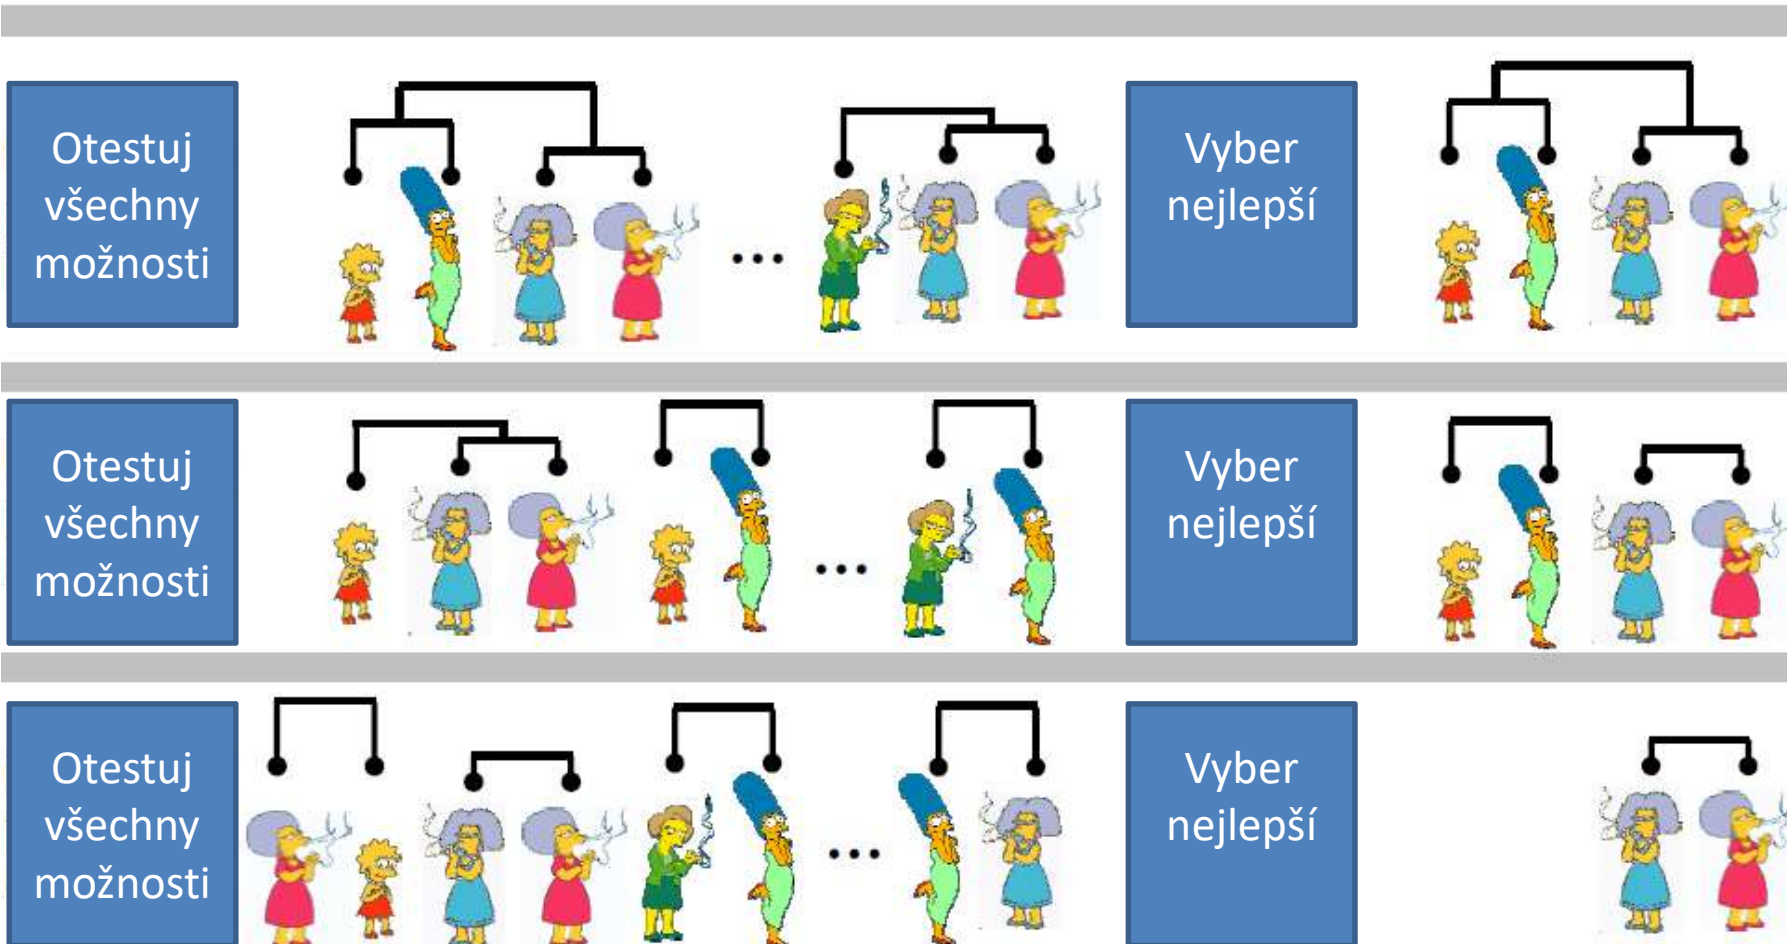 Otestuj
všechny
možnosti
...
Vyber
nejlepší
Otestuj
všechny
možnosti
...
Vyber
nejlepší
Otestuj
všechny
možnosti
...
Vyber
nejlepší